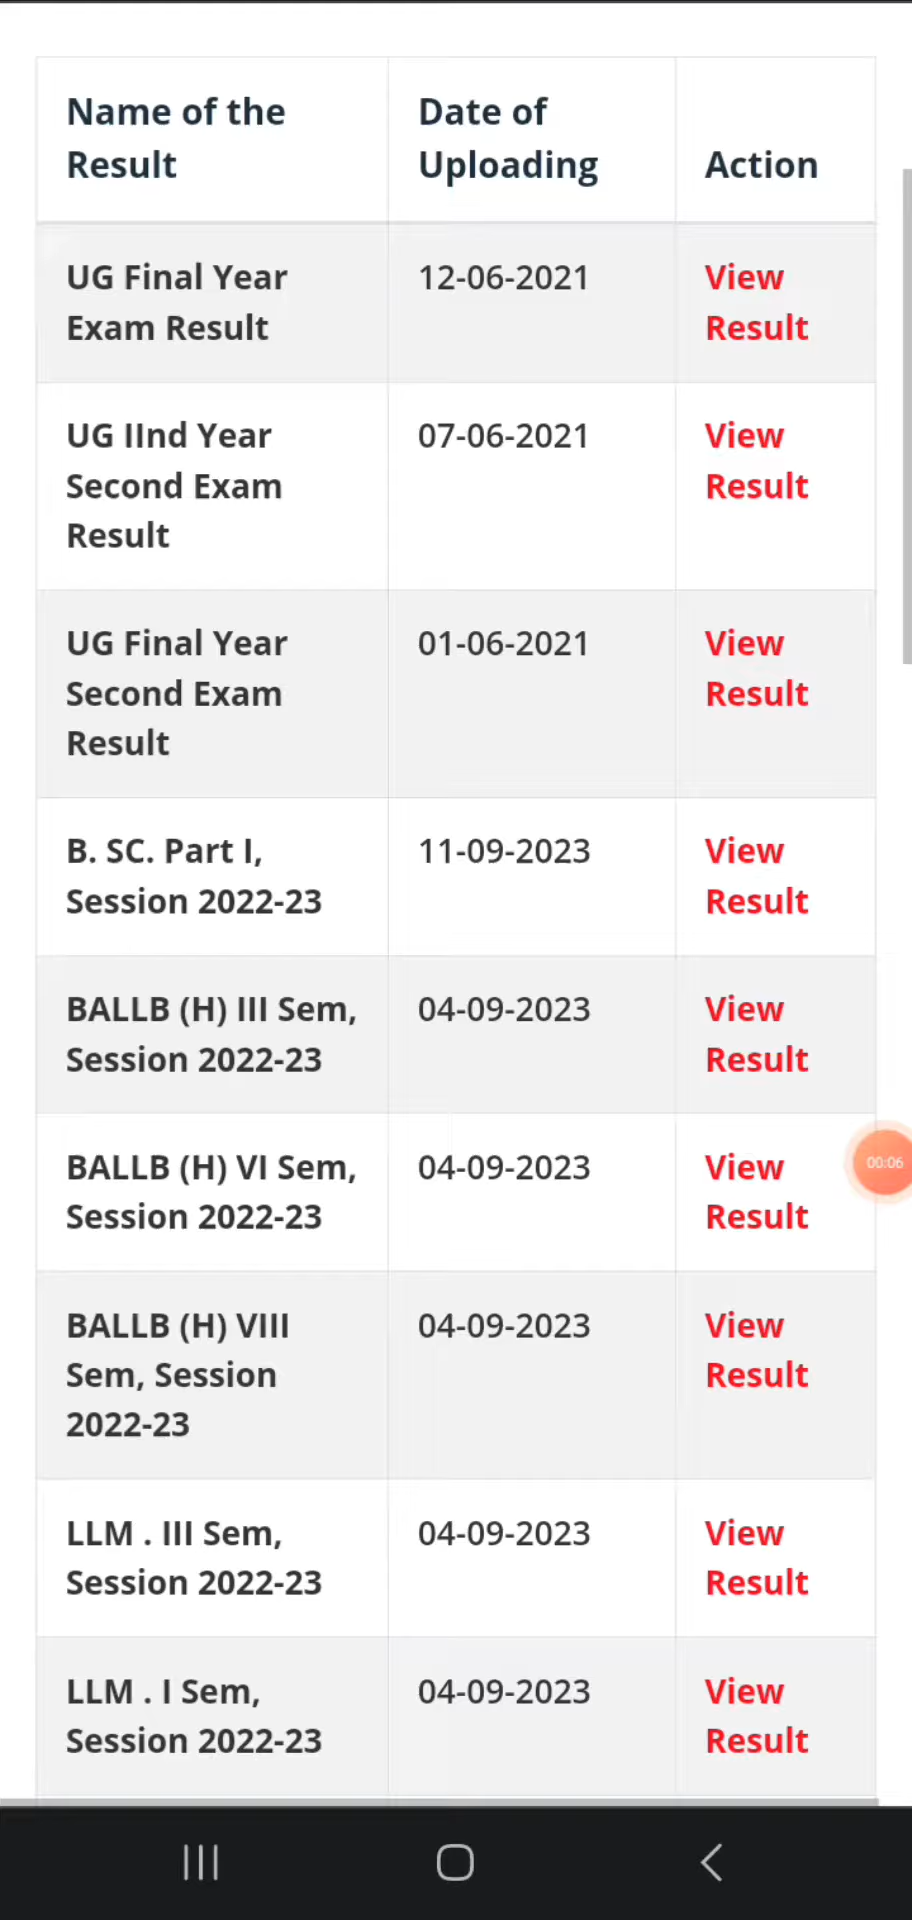 Name of the
Result
Date of
Uploading
Action
UG Final Year
Exam Result
12-06-2021
View
Result
UG IInd Year
Second Exam
Result
07-06-2021
View
Result
UG Final Year
Second Exam
Result
01-06-2021
View
Result
B. SC. Part I,
Session 2022-23
11-09-2023
View
Result
BALLB (H) III Sem,
Session 2022-23
04-09-2023
View
Result
BALLB (H) VI Sem,
Session 2022-23
04-09-2023
View
Result
00:06
BALLB (H) VIII
Sem, Session
2022-23
04-09-2023
View
Result
LLM . III Sem,
Session 2022-23
04-09-2023
View
Result
LLM . I Sem,
Session 2022-23
04-09-2023
View
Result